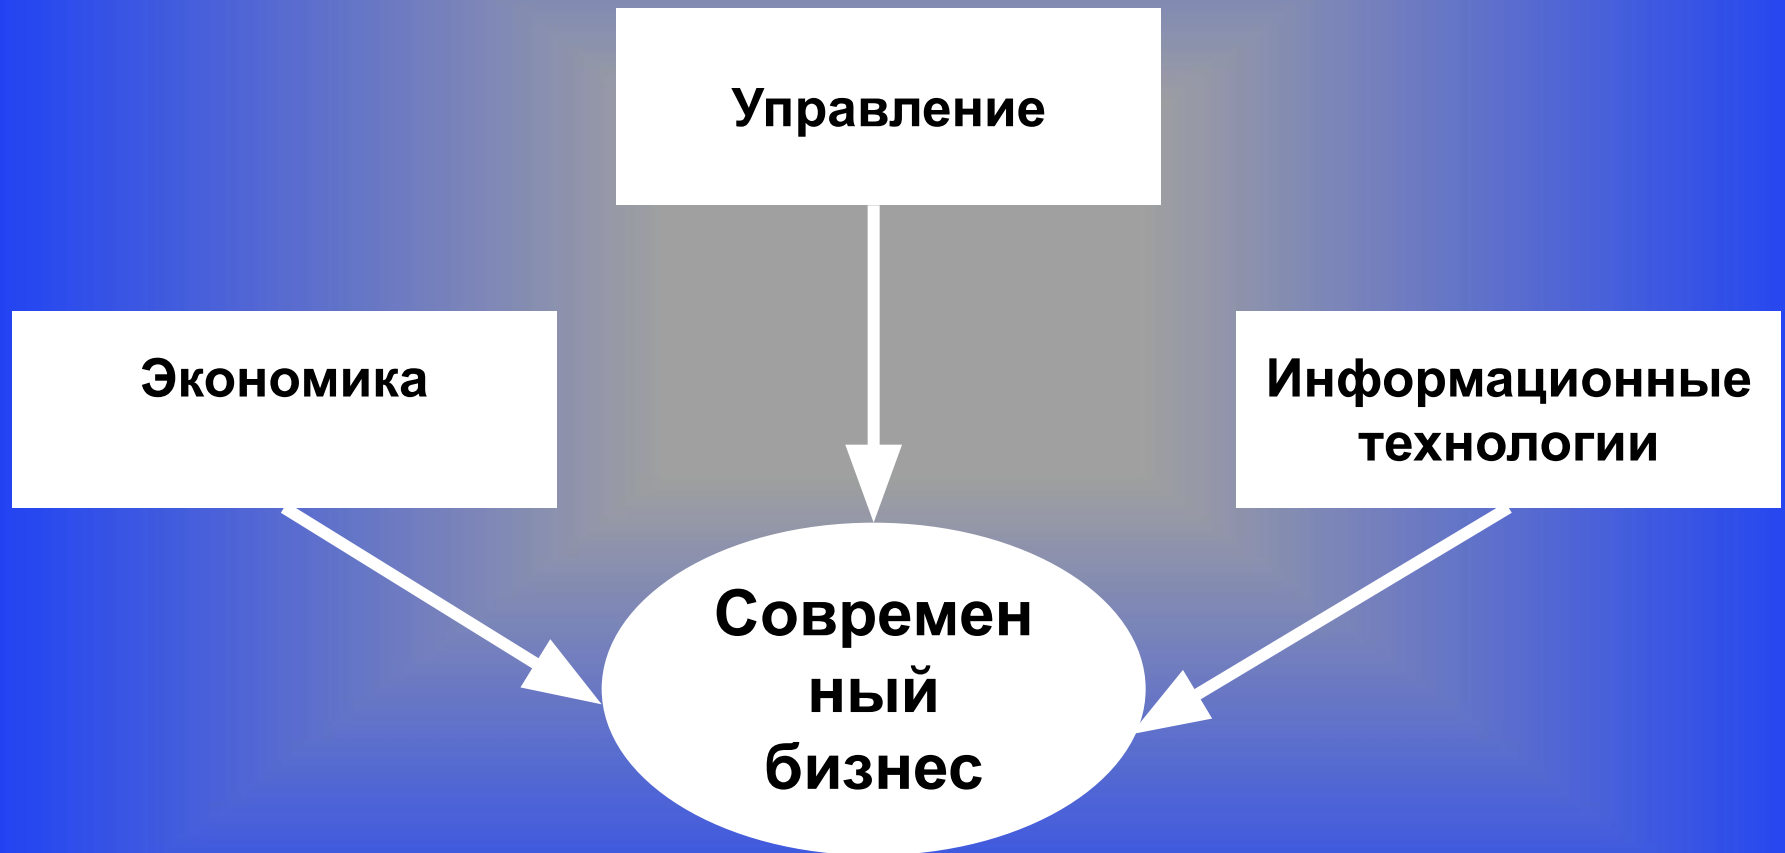 Управление
Экономика
Информационные
технологии
Современ
ный
бизнес